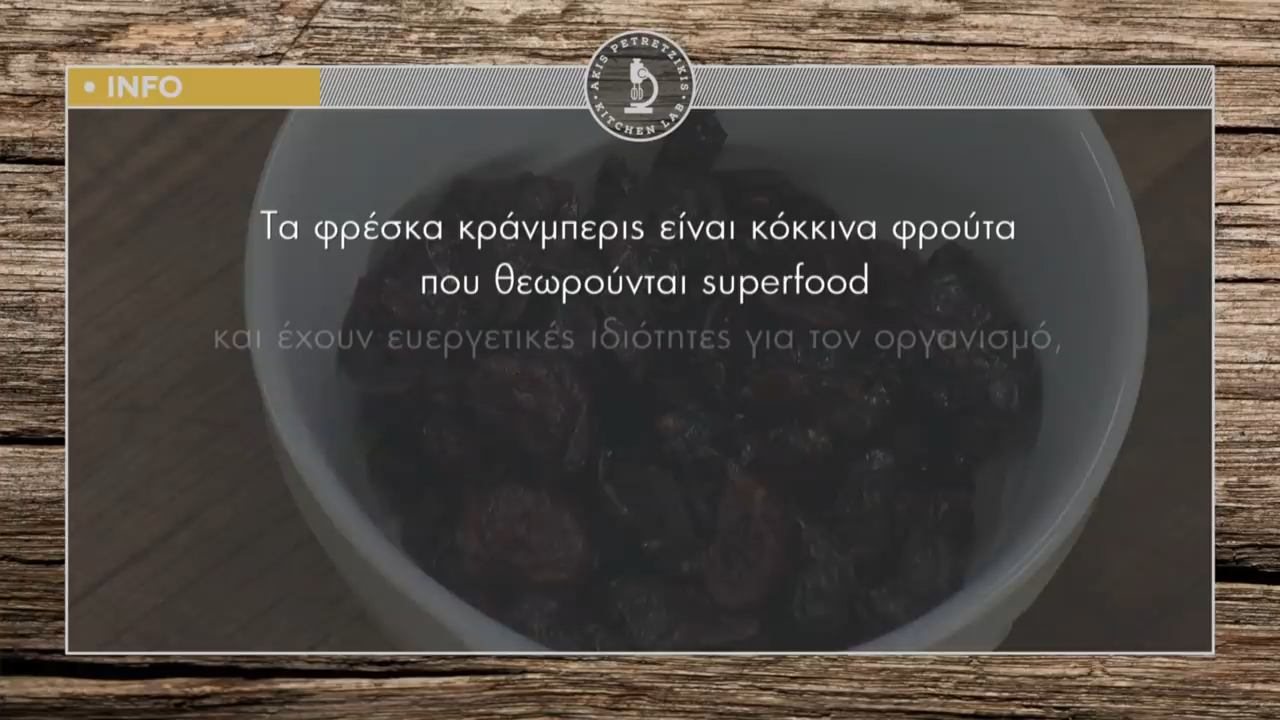 • INFO
AKIS PETRETZIKIS
• KITCHEN LAB •
Τα φρέσκα κράνμπερις είναι κόκκινα φρούτα
που θεωρούνται superfood
και έχουν ευεργετικές ιδιότητες για τον οργανισμό,